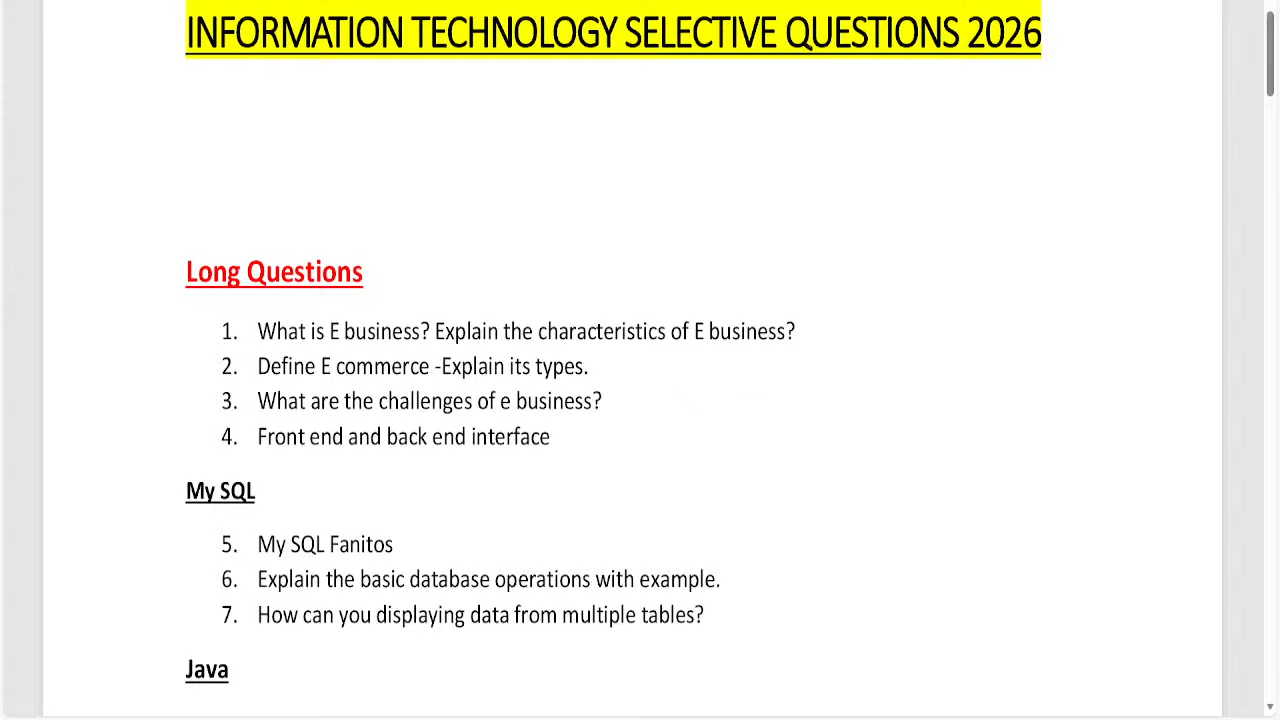 INFORMATION TECHNOLOGY SELECTIVE QUESTIONS 2026
Long Questions
1. What is E business? Explain the characteristics of E business?
2. Define E commerce -Explain its types.
3. What are the challenges of e business?
4. Front end and back end interface
My SQL
5. My SQL Fanitos
6. Explain the basic database operations with example.
7. How can you displaying data from multiple tables?
Java